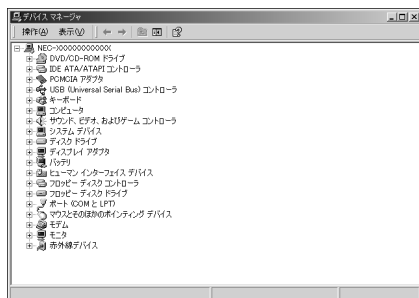 デバイス マネージャ
操作(A) 表示(V)
NEC-XXXXXXXXXXXX
DVD/CD-ROM ドライブ
IDE ATA/ATAPI コントローラ
PCMCIA アダプタ
USB (Universal Serial Bus) コントローラ
キーボード
コンピュータ
サウンド、ビデオ、およびゲーム コントローラ
システム デバイス
ディスク ドライブ
ディスプレイ アダプタ
バッテリ
ヒューマン インターフェイス デバイス
フロッピー ディスク コントローラ
フロッピー ディスク ドライブ
ポート (COM と LPT)
マウスとそのほかのポインティング デバイス
モデム
モニタ
赤外線デバイス